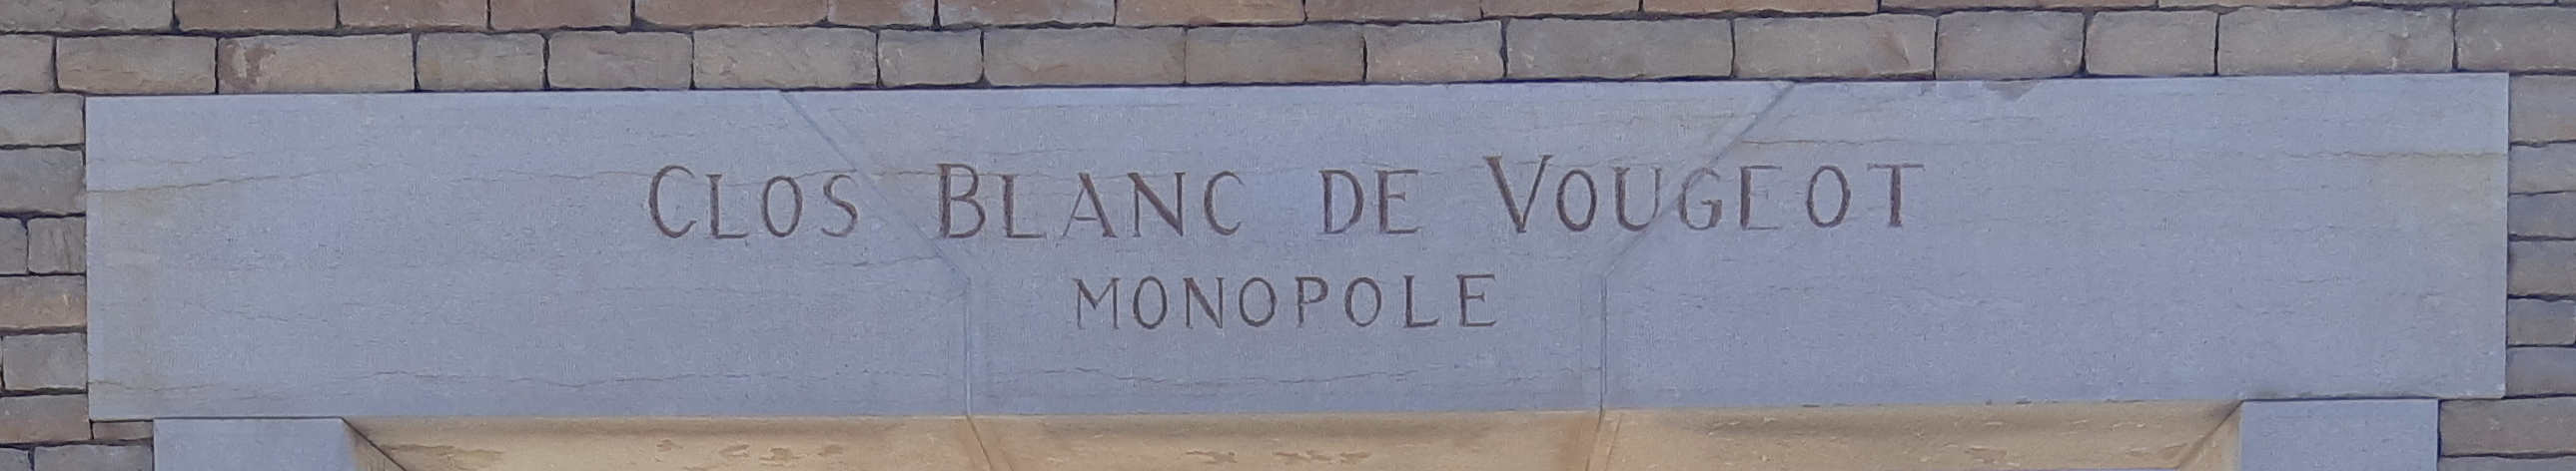 CLOS BLANC DE VOUGEOT
MONOPOLE